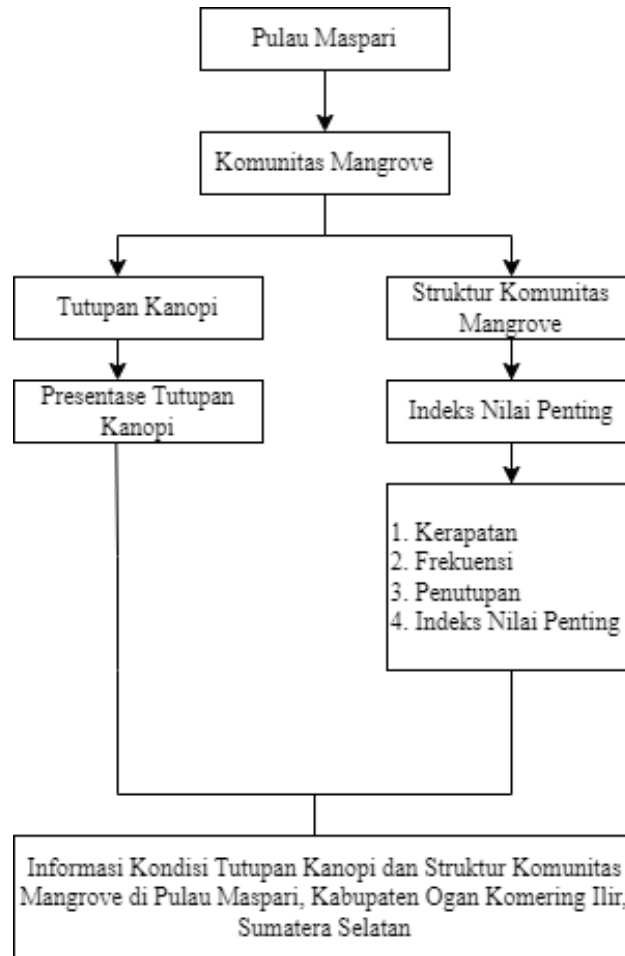 Pulau Maspari
Komunitas Mangrove
Tutupan Kanopi
Struktur Komunitas
Mangrove
Presentase Tutupan
Kanopi
Indeks Nilai Penting
1. Kerapatan
2. Frekuensi
3. Penutupan
4. Indeks Nilai Penting
Informasi Kondisi Tutupan Kanopi dan Struktur Komunitas
Mangrove di Pulau Maspari, Kabupaten Ogan Komering Ilir,
Sumatera Selatan